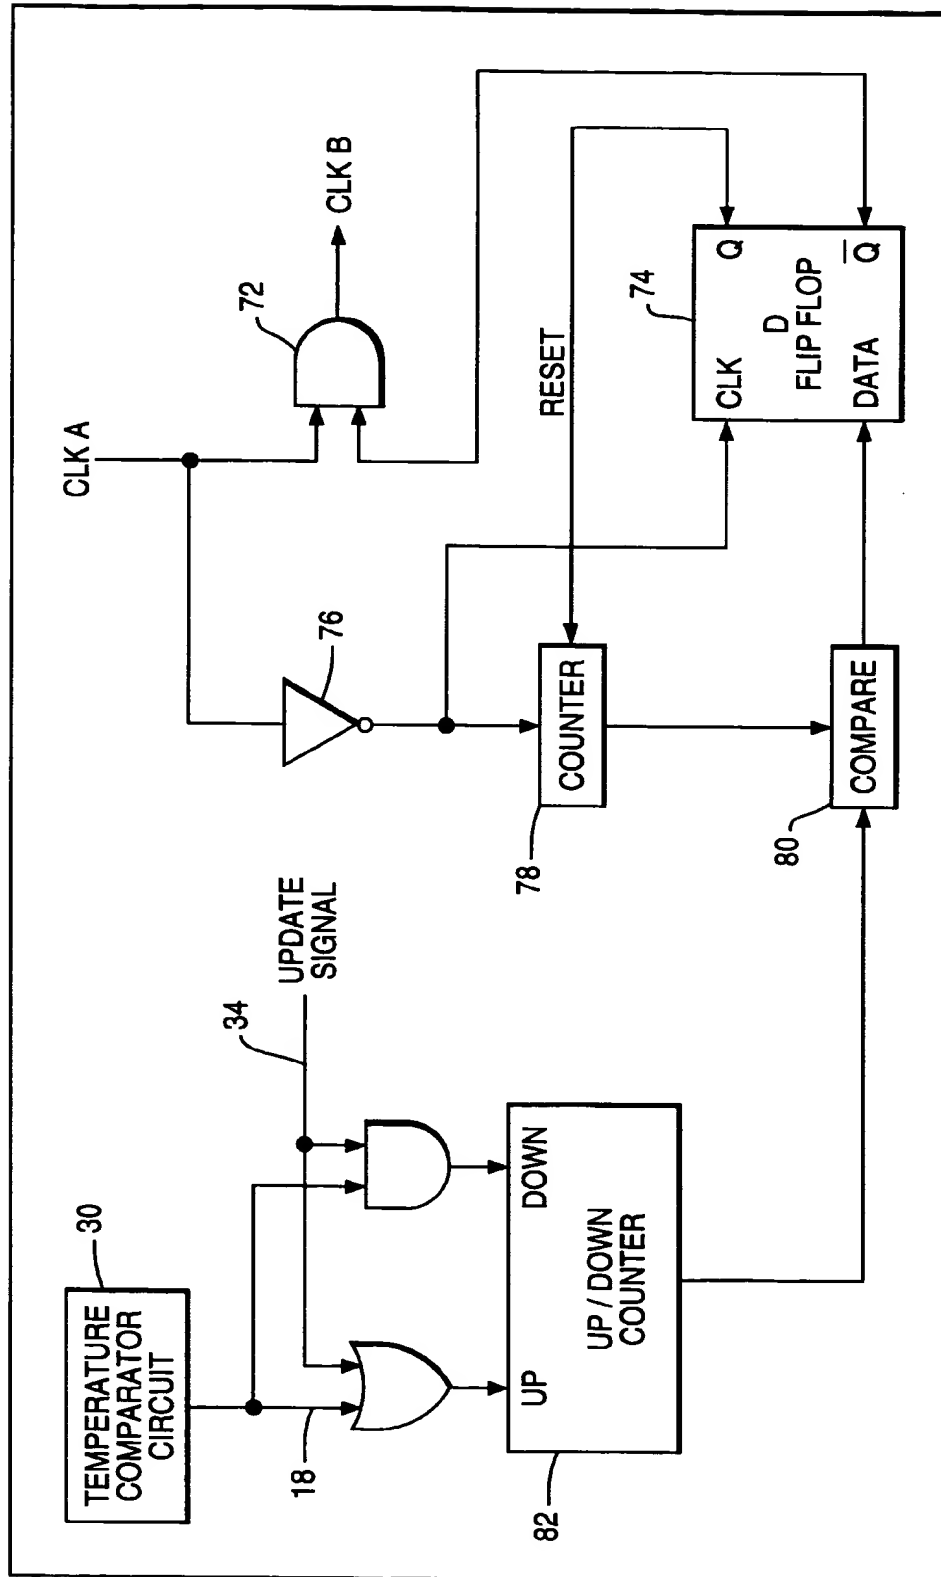 TEMPERATURE
COMPARATOR
CIRCUIT
30
18
34
UPDATE
SIGNAL
UP
DOWN
UP / DOWN
COUNTER
82
CLK A
72
CLK B
76
COUNTER
78
RESET
COMPARE
80
74
CLK
Q
D
FLIP FLOP
DATA
Q̅